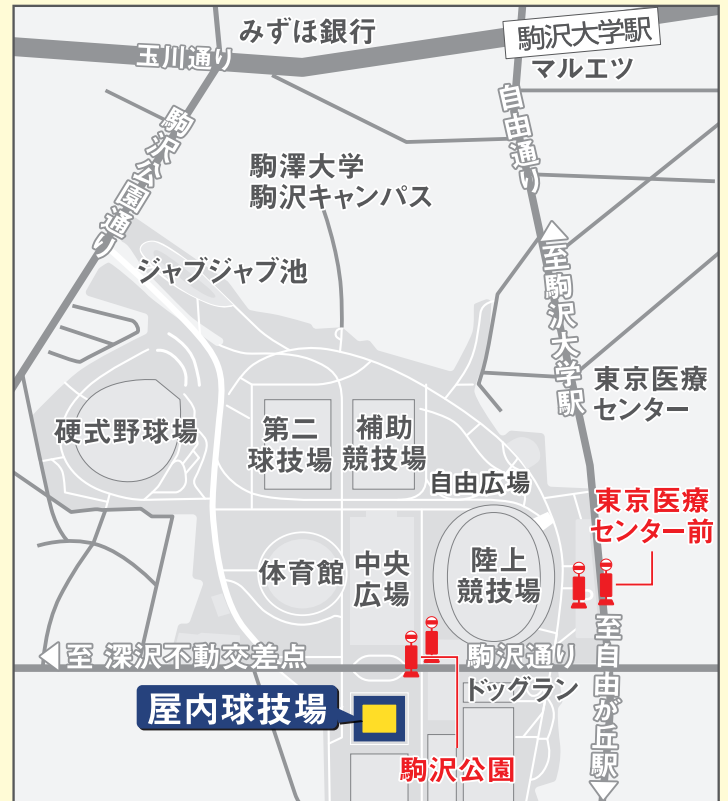 みずほ銀行
駒沢大学駅
玉川通り
マルエツ
自由通り
駒沢公園通り
駒澤大学
駒沢キャンパス
至駒沢大学駅
ジャブジャブ池
東京医療
センター
硬式野球場
第二
球技場
補助
競技場
自由広場
東京医療
センター前
体育館
中央
広場
陸上
競技場
至 深沢不動交差点
駒沢通り
至自由が丘駅
ドッグラン
屋内球技場
駒沢公園